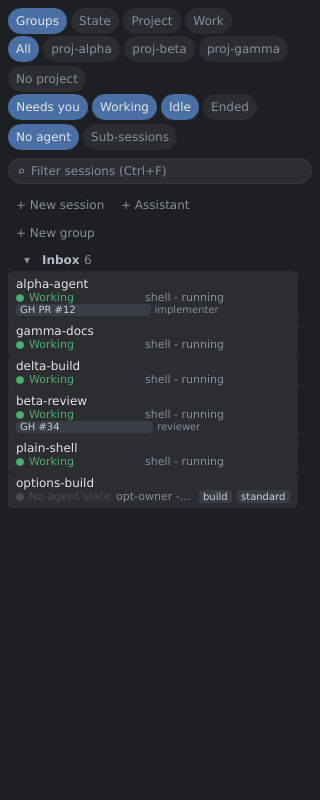 Groups State Project Work
All proj-alpha proj-beta proj-gamma
No project
Needs you Working Idle Ended
No agent Sub-sessions
Filter sessions (Ctrl+F)
+ New session + Assistant
+ New group
▾ Inbox 6
alpha-agent
Working shell - running
GH PR #12 implementer
gamma-docs
Working shell - running
delta-build
Working shell - running
beta-review
Working shell - running
GH #34 reviewer
plain-shell
Working shell - running
options-build
No agent state opt-owner -... build standard